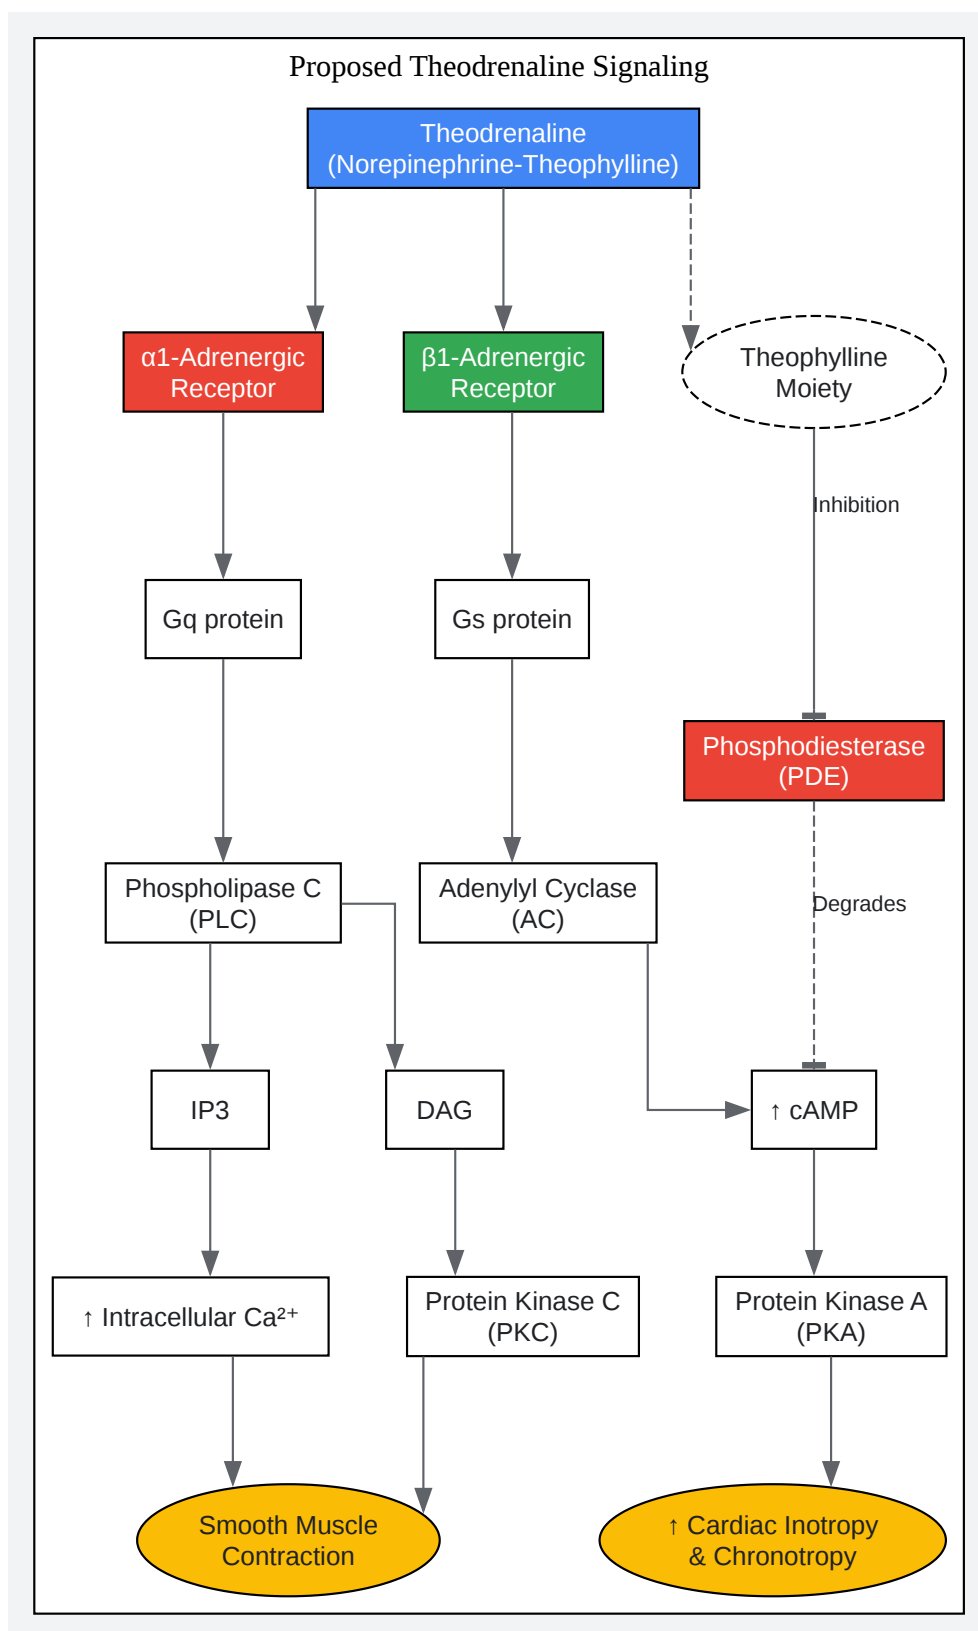 Proposed Theodrenaline Signaling
Theodrenaline
(Norepinephrine-Theophylline)
α1-Adrenergic
Receptor
β1-Adrenergic
Receptor
Theophylline
Moiety
Inhibition
Gq protein
Gs protein
Phosphodiesterase
(PDE)
Phospholipase C
(PLC)
Adenylyl Cyclase
(AC)
Degrades
IP3
DAG
↑ cAMP
↑ Intracellular Ca²⁺
Protein Kinase C
(PKC)
Protein Kinase A
(PKA)
Smooth Muscle
Contraction
↑ Cardiac Inotropy
& Chronotropy